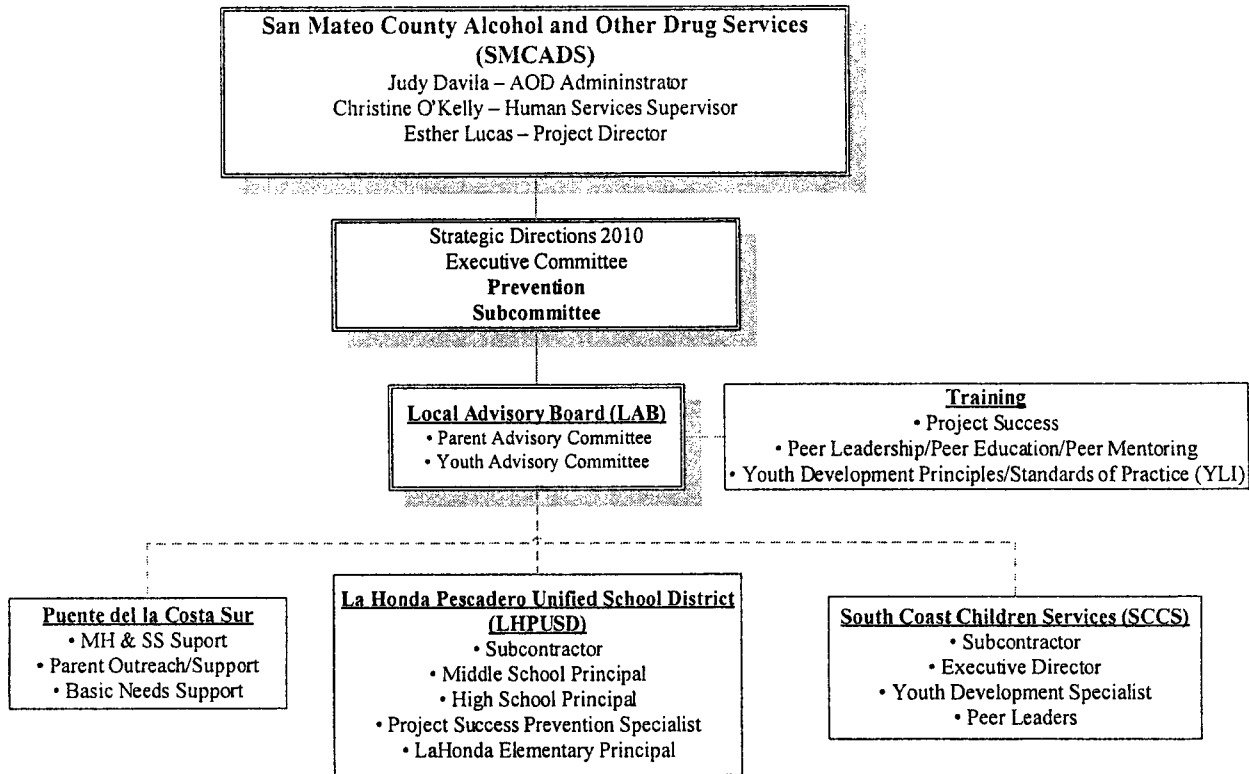 San Mateo County Alcohol and Other Drug Services
(SMCADS)
Judy Davila – AOD Admininstrator
Christine O'Kelly – Human Services Supervisor
Esther Lucas – Project Director
Strategic Directions 2010
Executive Committee
Prevention
Subcommittee
Local Advisory Board (LAB)
• Parent Advisory Committee
• Youth Advisory Committee
Training
• Project Success
• Peer Leadership/Peer Education/Peer Mentoring
• Youth Development Principles/Standards of Practice (YLI)
Puente del la Costa Sur
• MH & SS Suport
• Parent Outreach/Support
• Basic Needs Support
La Honda Pescadero Unified School District
(LHPUSD)
• Subcontractor
• Middle School Principal
• High School Principal
• Project Success Prevention Specialist
• LaHonda Elementary Principal
South Coast Children Services (SCCS)
• Subcontractor
• Executive Director
• Youth Development Specialist
• Peer Leaders